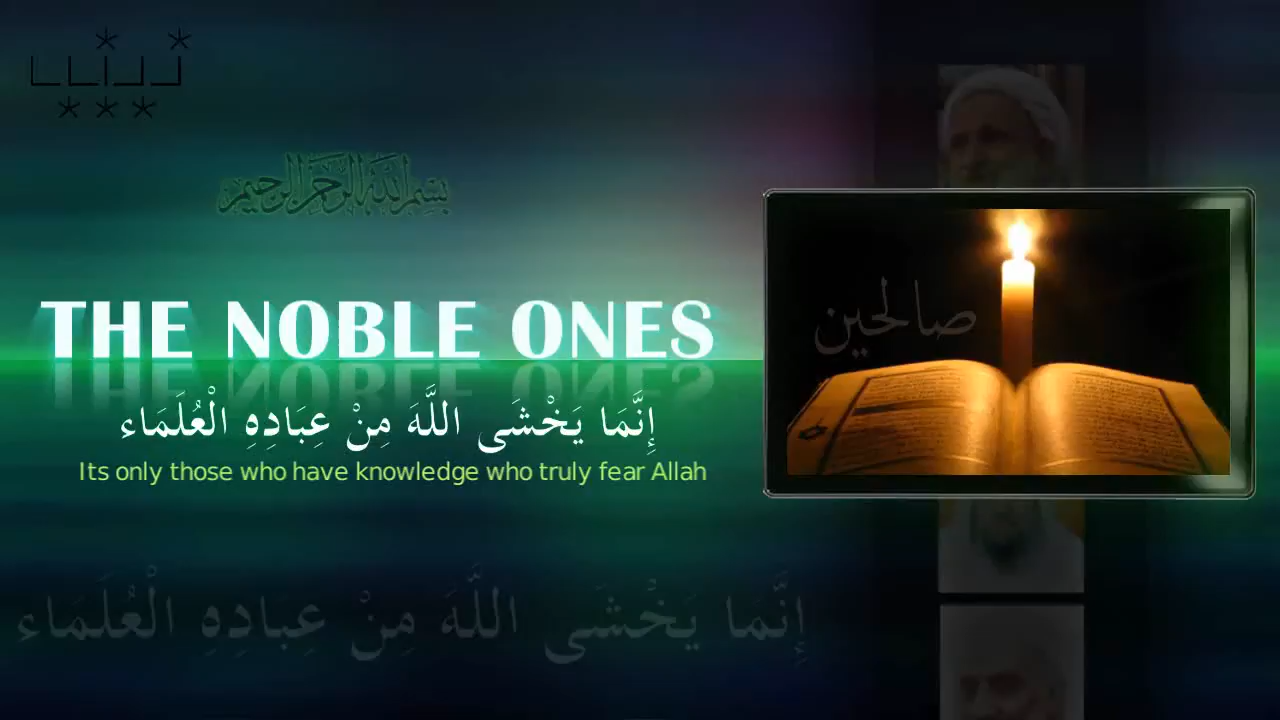 بسم الله الرحمن الرحيم
THE NOBLE ONES
إِنَّمَا يَخْشَى اللَّهَ مِنْ عِبَادِهِ الْعُلَمَاء
Its only those who have knowledge who truly fear Allah
صالحين
إِنَّمَا يَخْشَى اللَّهَ مِنْ عِبَادِهِ الْعُلَمَاء